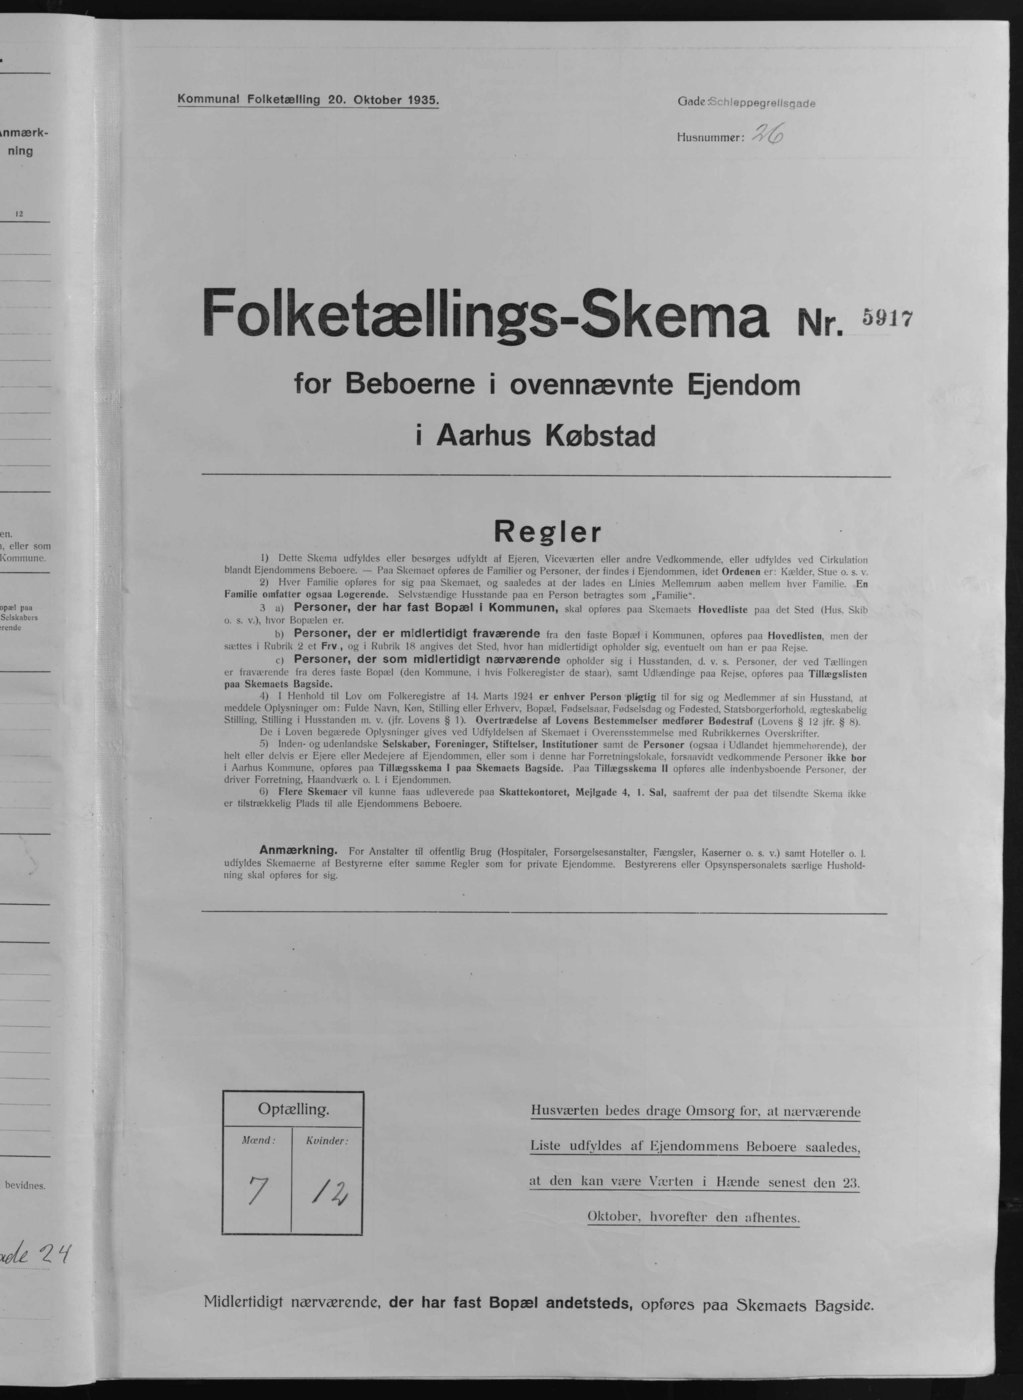 nmærk-
ning
12
en.
, eller som
Kommune.
opæl paa
Selskabers
rende
bevidnes.
ade 24
Kommunal Folketælling 20. Oktober 1935.
Gade: Schleppegrellsgade
Husnummer: 26
Folketællings-Skema Nr. 5917
for Beboerne i ovennævnte Ejendom
i Aarhus Købstad
Regler
1) Dette Skema udfyldes eller besørges udfyldt af Ejeren, Viceværten eller andre Vedkommende, eller udfyldes ved Cirkulation
blandt Ejendommens Beboere. — Paa Skemaet opføres de Familier og Personer, der findes i Ejendommen, idet Ordenen er: Kælder, Stue o. s. v.
2) Hver Familie opføres for sig paa Skemaet, og saaledes at der lades en Linies Mellemrum aaben mellem hver Familie. En
Familie omfatter ogsaa Logerende. Selvstændige Husstande paa en Person betragtes som „Familie“.
3 a) Personer, der har fast Bopæl i Kommunen, skal opføres paa Skemaets Hovedliste paa det Sted (Hus, Skib
o. s. v.), hvor Bopælen er.
b) Personer, der er midlertidigt fraværende fra den faste Bopæl i Kommunen, opføres paa Hovedlisten, men der
sættes i Rubrik 2 et Frv., og i Rubrik 18 angives det Sted, hvor han midlertidigt opholder sig, eventuelt om han er paa Rejse.
c) Personer, der som midlertidigt nærværende opholder sig i Husstanden, d. v. s. Personer, der ved Tællingen
er fraværende fra deres faste Bopæl (den Kommune, i hvis Folkeregister de staar), samt Udlændinge paa Rejse, opføres paa Tillægslisten
paa Skemaets Bagside.
4) I Henhold til Lov om Folkeregistre af 14. Marts 1924 er enhver Person pligtig til for sig og Medlemmer af sin Husstand, at
meddele Oplysninger om: Fulde Navn, Køn, Stilling eller Erhverv, Bopæl, Fødselsaar, Fødselsdag og Fødested, Statsborgerforhold, ægteskabelig
Stilling, Stilling i Husstanden m. v. (jfr. Lovens § 1). Overtrædelse af Lovens Bestemmelser medfører Bødestraf (Lovens § 12 jfr. § 8).
De i Loven begærede Oplysninger gives ved Udfyldelsen af Skemaet i Overensstemmelse med Rubrikkernes Overskrifter.
5) Inden- og udenlandske Selskaber, Foreninger, Stiftelser, Institutioner samt de Personer (ogsaa i Udlandet hjemmehørende), der
helt eller delvis er Ejere eller Medejere af Ejendommen, eller som i denne har Forretningslokale, forsaavidt vedkommende Personer ikke bor
i Aarhus Kommune, opføres paa Tillægsskema I paa Skemaets Bagside. Paa Tillægsskema II opføres alle indenbysboende Personer, der
driver Forretning, Haandværk o. l. i Ejendommen.
6) Flere Skemaer vil kunne faas udleverede paa Skattekontoret, Mejlgade 4, 1. Sal, saafremt der paa det tilsendte Skema ikke
er tilstrækkelig Plads til alle Ejendommens Beboere.
Anmærkning. For Anstalter til offentlig Brug (Hospitaler, Forsørgelsesanstalter, Fængsler, Kaserner o. s. v.) samt Hoteller o. l.
udfyldes Skemaerne af Bestyrerne efter samme Regler som for private Ejendomme. Bestyrerens eller Opsynspersonalets særlige Hushold-
ning skal opføres for sig.
Optælling.
Mænd: Kvinder:
7 12
Husværten bedes drage Omsorg for, at nærværende
Liste udfyldes af Ejendommens Beboere saaledes,
at den kan være Værten i Hænde senest den 23.
Oktober, hvorefter den afhentes.
Midlertidigt nærværende, der har fast Bopæl andetsteds, opføres paa Skemaets Bagside.